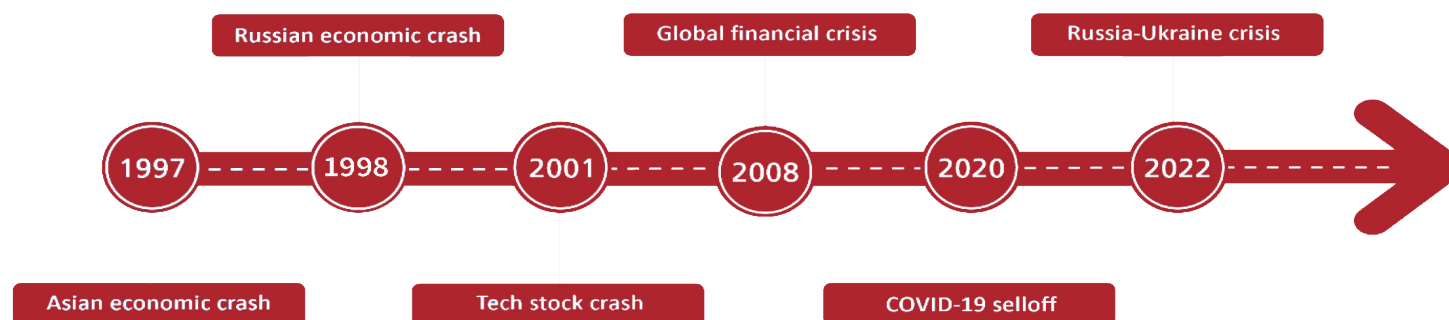 Russian economic crash
Global financial crisis
Russia-Ukraine crisis
1997
1998
2001
2008
2020
2022
Asian economic crash
Tech stock crash
COVID-19 selloff